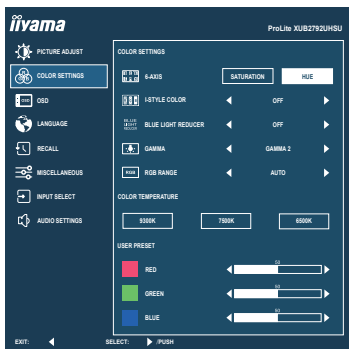 iiyama
ProLite XUB2792UHSU
PICTURE ADJUST
COLOR SETTINGS
OSD
LANGUAGE
RECALL
MISCELLANEOUS
INPUT SELECT
AUDIO SETTINGS
COLOR SETTINGS
6-AXIS SATURATION HUE
I-STYLE COLOR OFF
BLUE LIGHT REDUCER OFF
GAMMA GAMMA 2
RGB RGB RANGE AUTO
COLOR TEMPERATURE
9300K 7500K 6500K
USER PRESET
RED
GREEN
BLUE
EXIT: SELECT: /PUSH